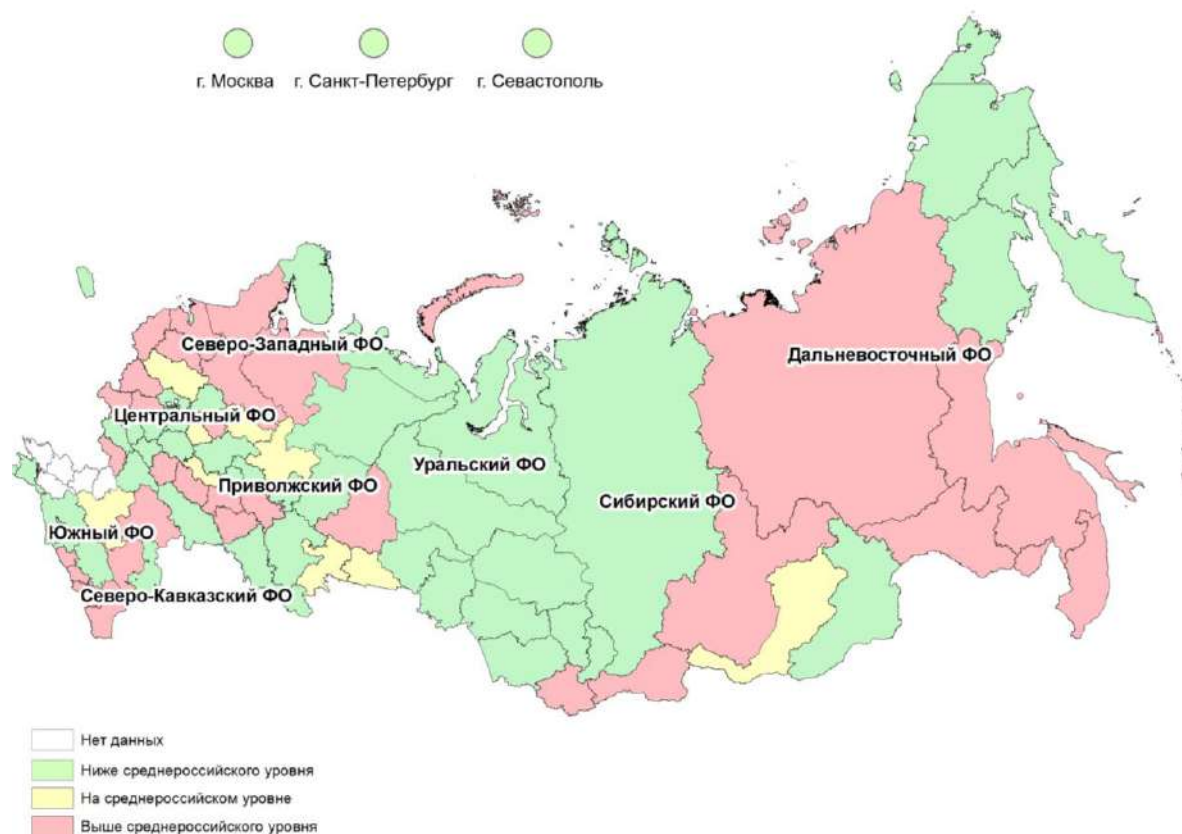 г. Москва г. Санкт-Петербург г. Севастополь
Северо-Западный ФО
Дальневосточный ФО
Центральный ФО
Уральский ФО
Приволжский ФО
Сибирский ФО
Южный ФО
Северо-Кавказский ФО
Нет данных
Ниже среднероссийского уровня
На среднероссийском уровне
Выше среднероссийского уровня